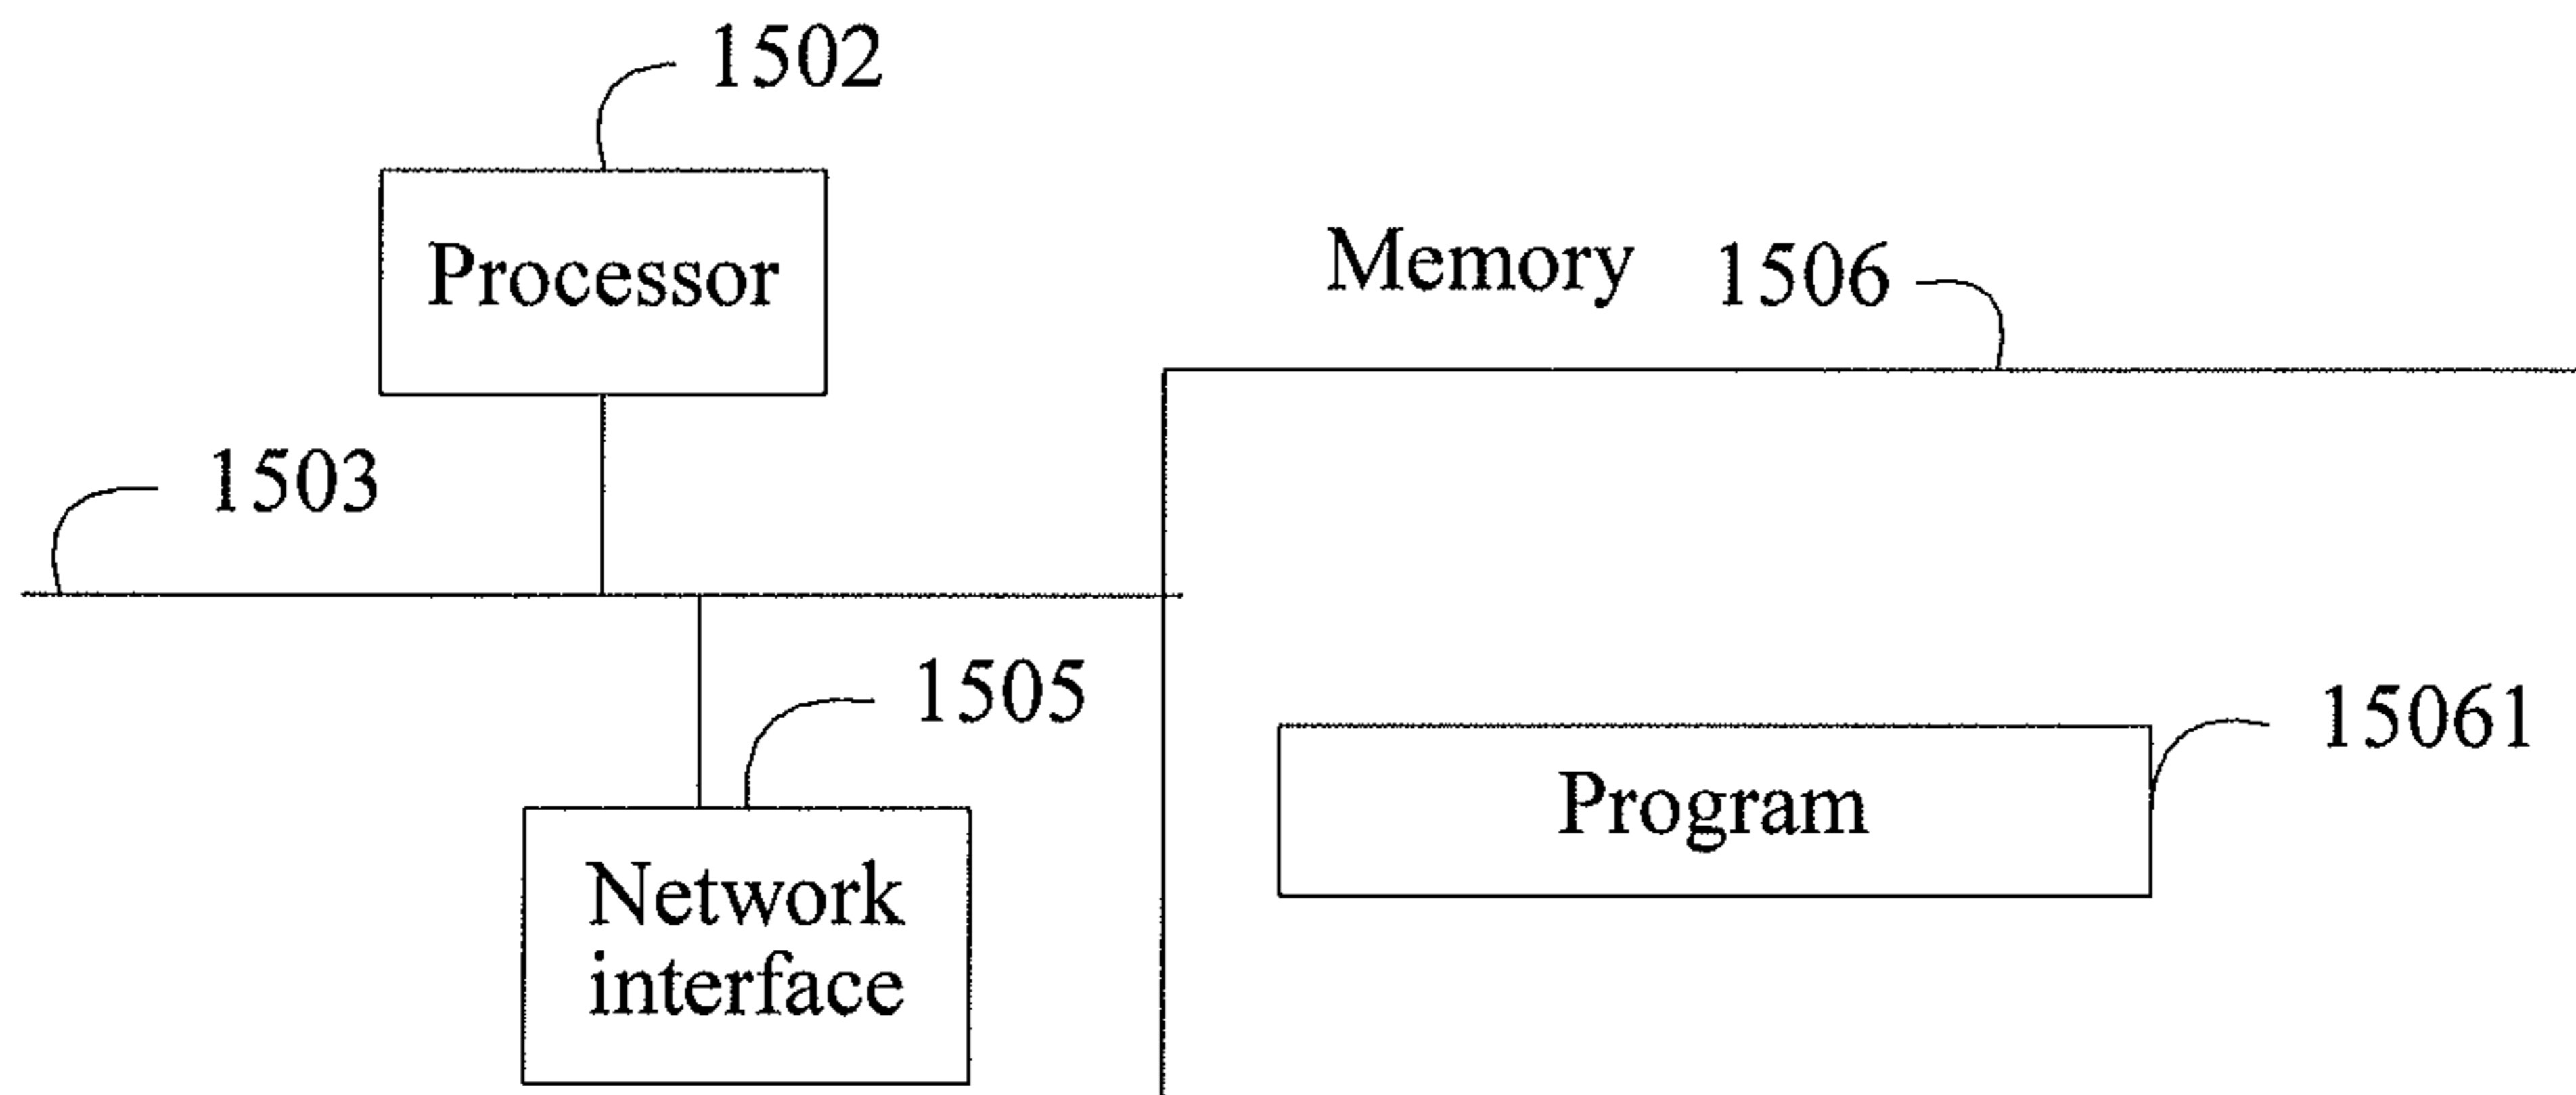 1502
Processor
Memory 1506
1503
1505
15061
Program
Network
interface